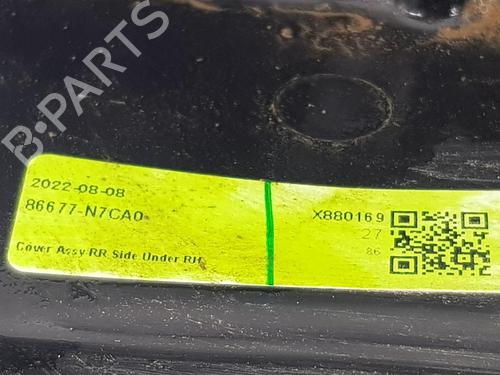 B-PARTS
2022-08-08
86677-N7CA0
Cover Assy-RR Side Under RH
X880169
27
86